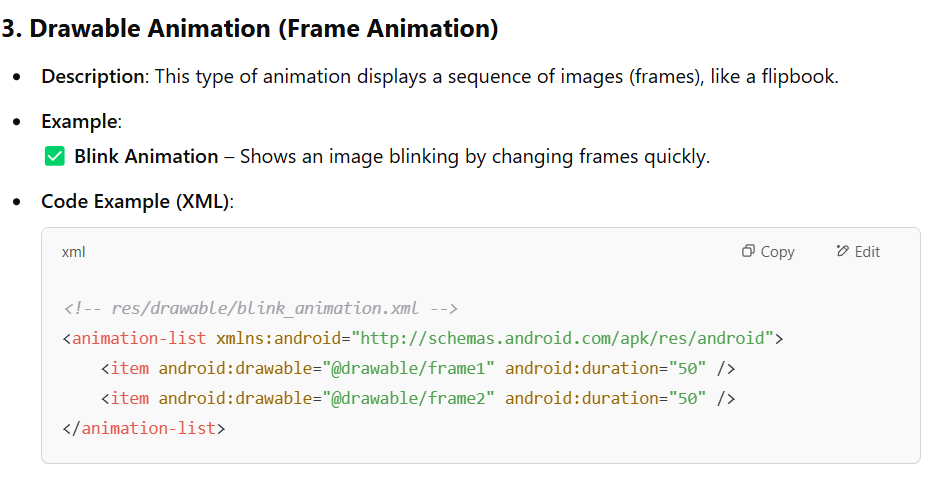 3. Drawable Animation (Frame Animation)
• Description: This type of animation displays a sequence of images (frames), like a flipbook.
• Example:
✅ Blink Animation – Shows an image blinking by changing frames quickly.
• Code Example (XML):
xml
Copy
Edit
<!-- res/drawable/blink_animation.xml -->
<animation-list xmlns:android="http://schemas.android.com/apk/res/android">
    <item android:drawable="@drawable/frame1" android:duration="50" />
    <item android:drawable="@drawable/frame2" android:duration="50" />
</animation-list>